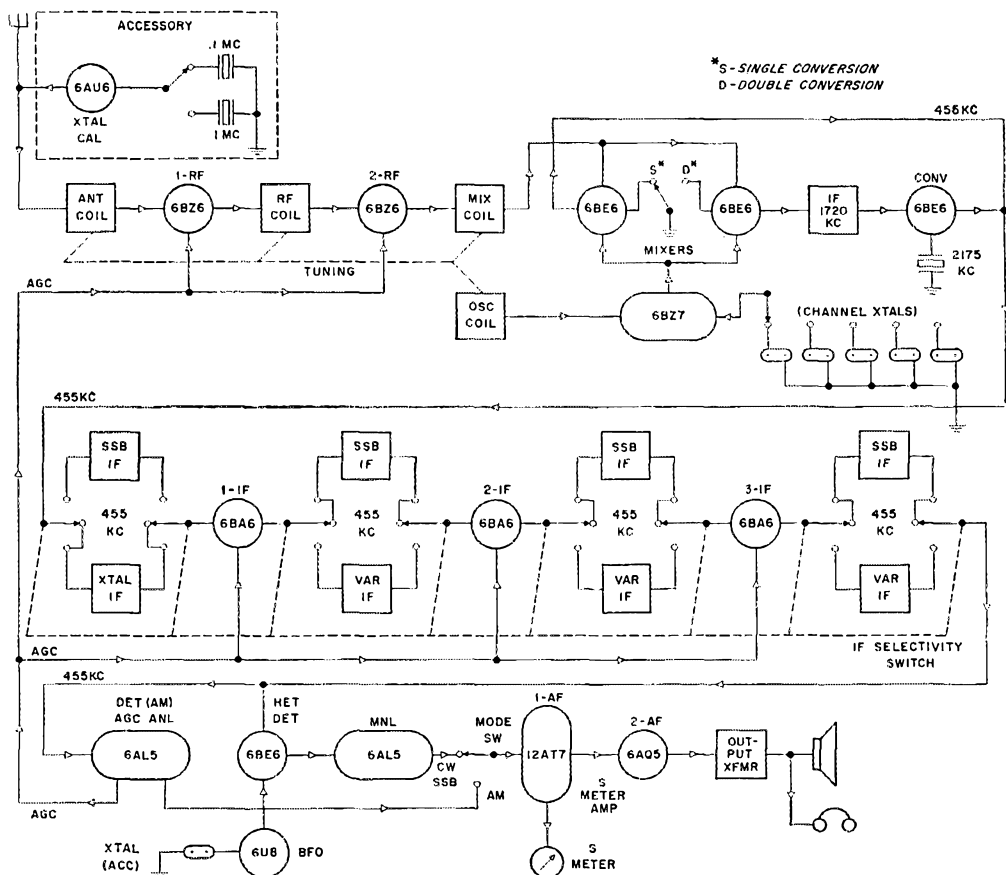 ACCESSORY
.1 MC
6AU6
XTAL
CAL
1 MC
*S-SINGLE CONVERSION
D-DOUBLE CONVERSION
455KC
1-RF
2-RF
S*
D*
CONV
ANT
COIL
6BZ6
RF
COIL
6BZ6
MIX
COIL
6BE6
6BE6
IF
1720
KC
6BE6
MIXERS
2175
KC
TUNING
AGC
OSC
COIL
6BZ7
(CHANNEL XTALS)
455KC
SSB
IF
SSB
IF
SSB
IF
SSB
IF
1-IF
2-IF
3-IF
455
KC
6BA6
455
KC
6BA6
455
KC
6BA6
455
KC
XTAL
IF
VAR
IF
VAR
IF
VAR
IF
AGC
IF SELECTIVITY
SWITCH
455KC
DET (AM)
AGC ANL
HET
DET
MNL
MODE
SW
1-AF
2-AF
6AL5
6BE6
6AL5
CW
SSB
12AT7
6AQ5
OUT-
PUT
XFMR
AM
S
METER
AMP
AGC
XTAL
(ACC)
6U8
BFO
S
METER